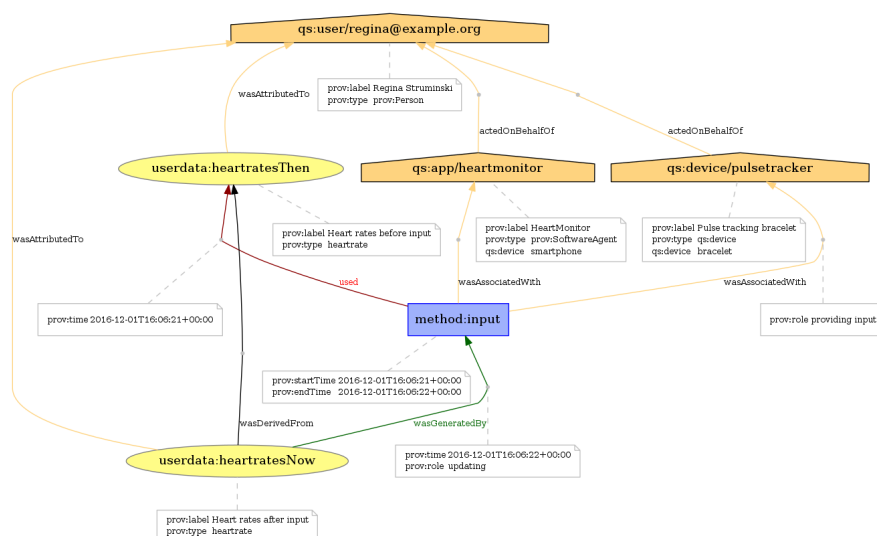 qs:user/regina@example.org
prov:label Regina Struminski
prov:type prov:Person
wasAttributedTo
actedOnBehalfOf
actedOnBehalfOf
userdata:heartratesThen
qs:app/heartmonitor
qs:device/pulsetracker
prov:label Heart rates before input
prov:type heartrate
prov:label HeartMonitor
prov:type prov:SoftwareAgent
qs:device smartphone
prov:label Pulse tracking bracelet
prov:type qs:device
qs:device bracelet
wasAttributedTo
used
wasAssociatedWith
wasAssociatedWith
prov:time 2016-12-01T16:06:21+00:00
method:input
prov:role providing input
prov:startTime 2016-12-01T16:06:21+00:00
prov:endTime 2016-12-01T16:06:22+00:00
wasDerivedFrom
wasGeneratedBy
prov:time 2016-12-01T16:06:22+00:00
prov:role updating
userdata:heartratesNow
prov:label Heart rates after input
prov:type heartrate